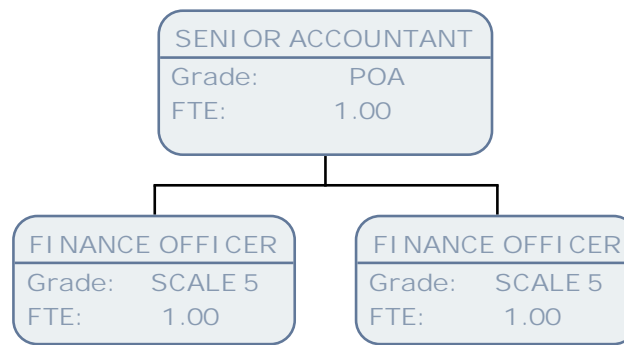 SENIOR ACCOUNTANT
Grade: POA
FTE: 1.00
FINANCE OFFICER
Grade: SCALE 5
FTE: 1.00
FINANCE OFFICER
Grade: SCALE 5
FTE: 1.00